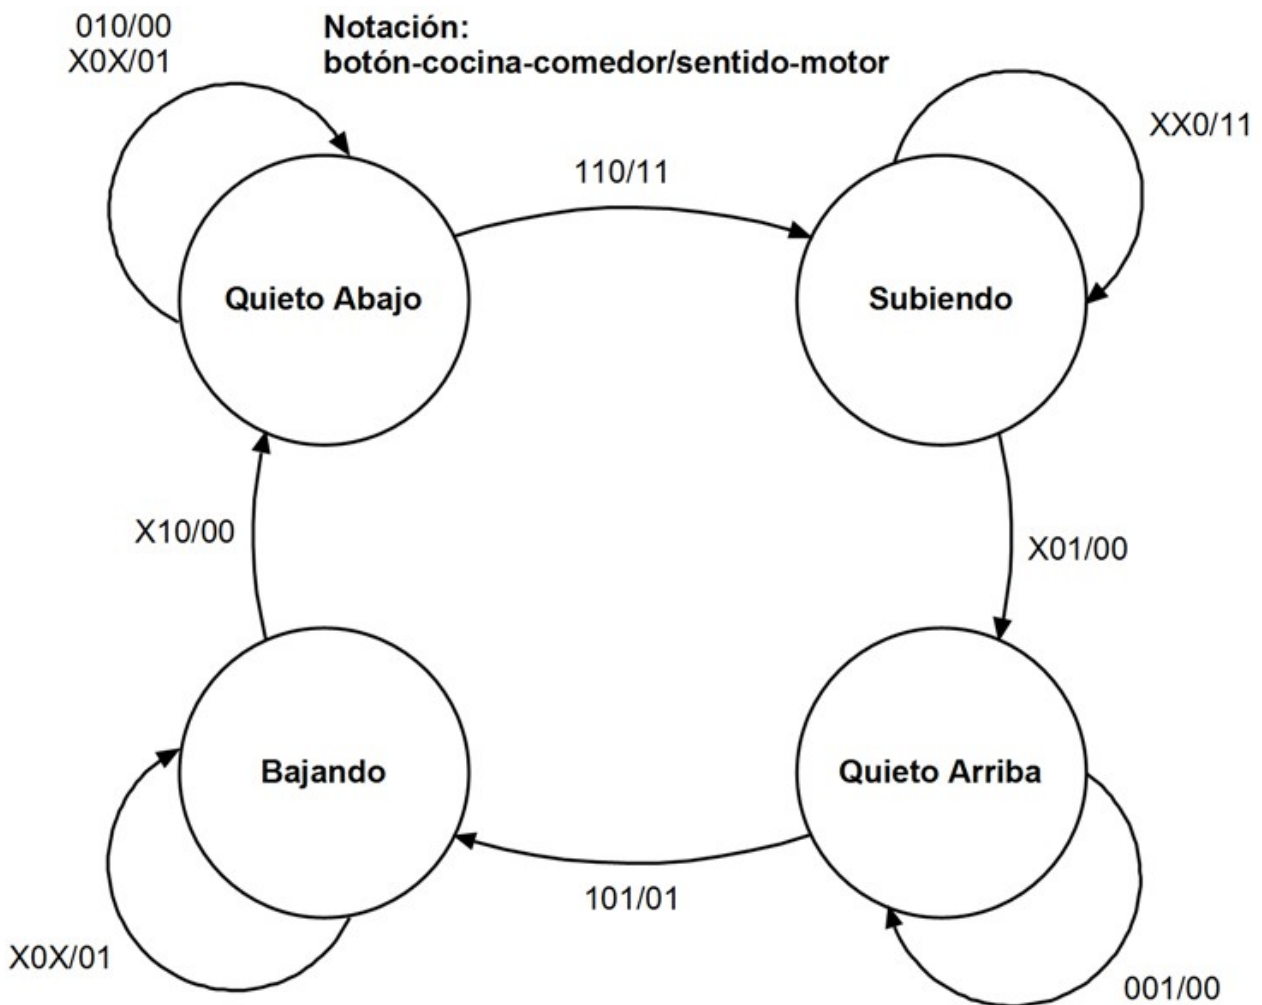 010/00
X0X/01
Notación:
botón-cocina-comedor/sentido-motor
XX0/11
110/11
Quieto Abajo
Subiendo
X10/00
X01/00
Bajando
Quieto Arriba
101/01
X0X/01
001/00